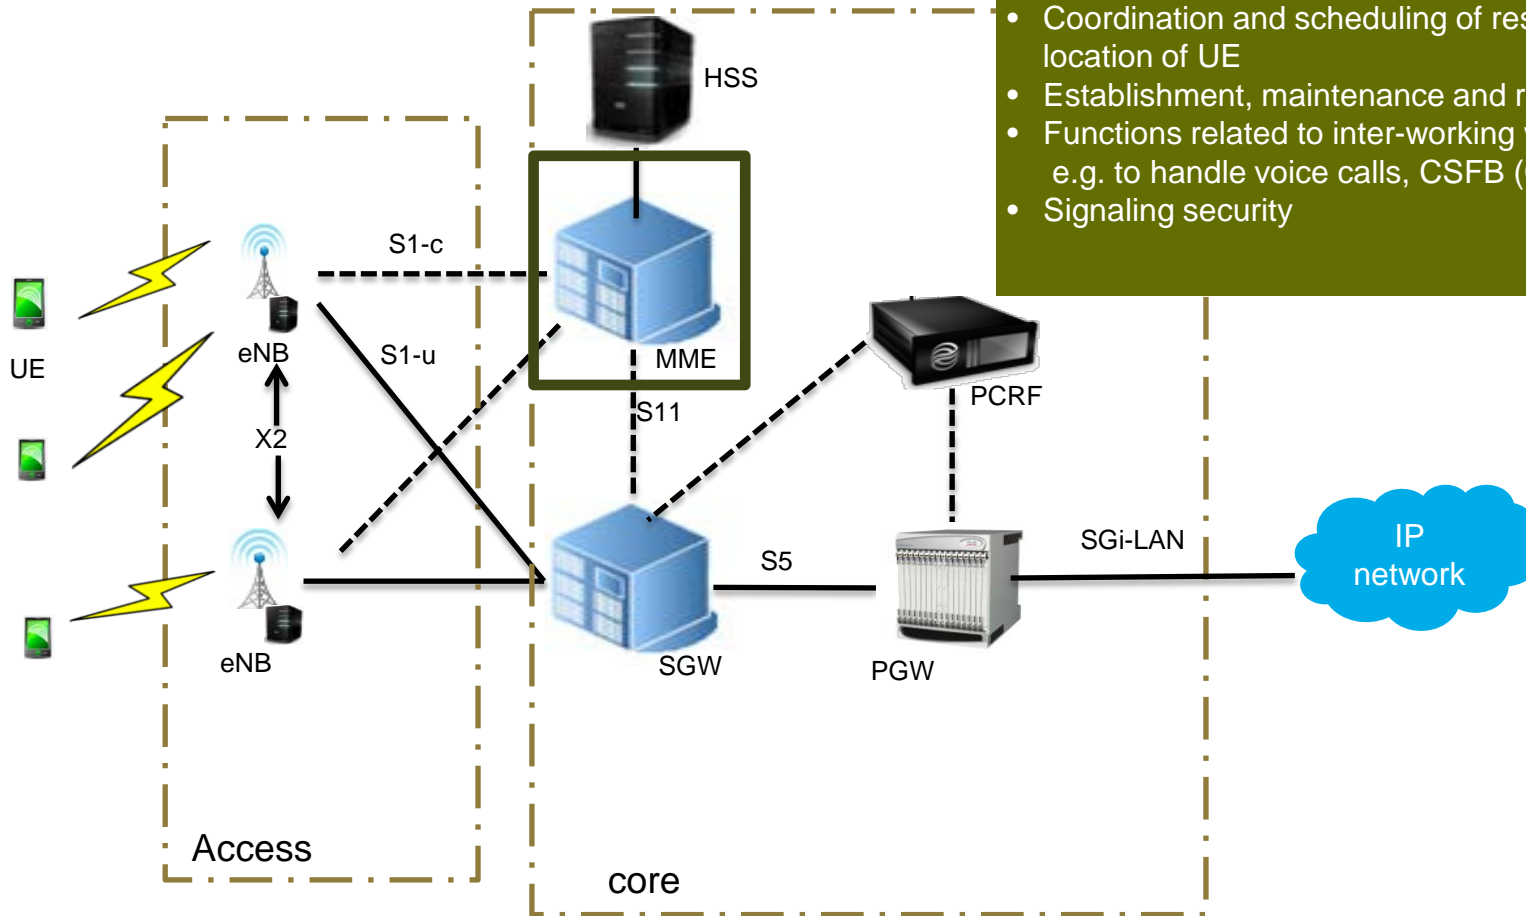 • Coordination and scheduling of
location of UE
• Establishment, maintenance and
• Functions related to inter-working
e.g. to handle voice calls, CSFB
• Signaling security
HSS
S1-c
eNB
S1-u
MME
UE
PCRF
S11
X2
SGi-LAN
IP
network
S5
eNB
SGW
PGW
Access
core